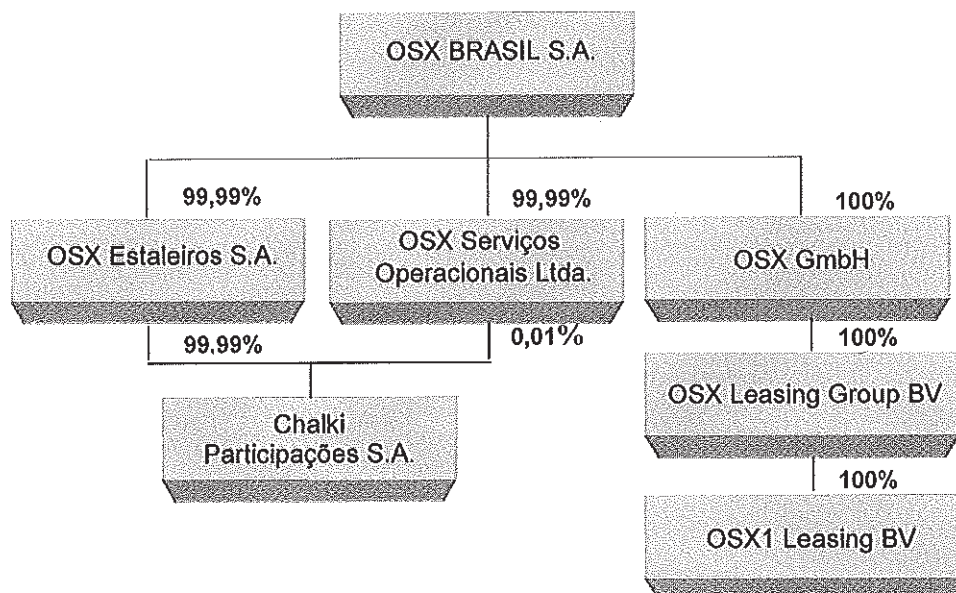 OSX BRASIL S.A.
99,99%
99,99%
100%
OSX Estaleiros S.A.
OSX Serviços
Operacionais Ltda.
OSX GmbH
99,99%
0,01%
100%
OSX Leasing Group BV
Chalki
Participações S.A.
100%
OSX1 Leasing BV